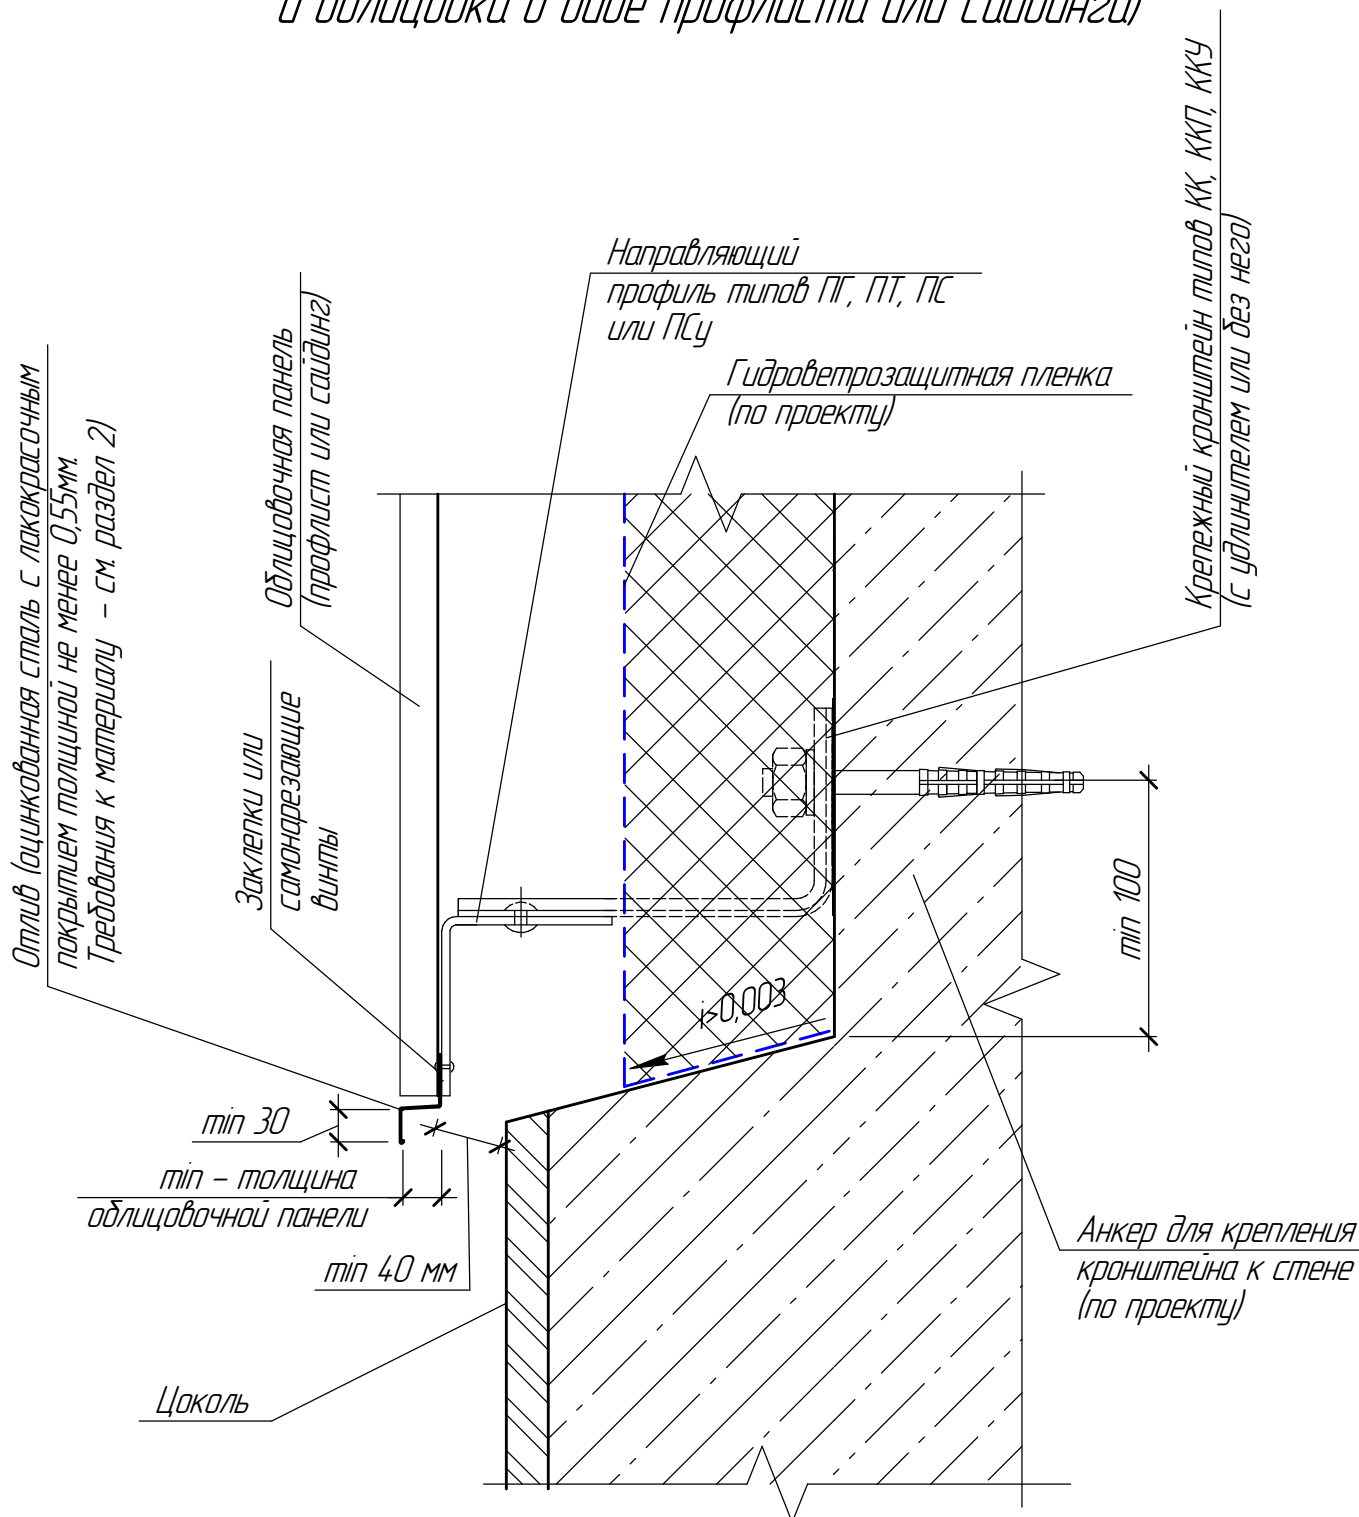 и облицовка в виде профлиста или сайдинга)
Отлив (оцинкованная сталь с лакокрасочным
покрытием толщиной не менее 0,55мм.
Требования к материалу - см. раздел 2)
Облицовочная панель
(профлист или сайдинг)
Заклепки или
самонарезающие
винты
Направляющий
профиль типов ПГ, ПТ, ПС
или ПСу
Гидроветрозащитная пленка
(по проекту)
Крепежный кронштейн типов КК, ККП, ККУ
(с удлинителем или без него)
i>0,003
min 100
min 30
min - толщина
облицовочной панели
min 40 мм
Анкер для крепления
кронштейна к стене
(по проекту)
Цоколь